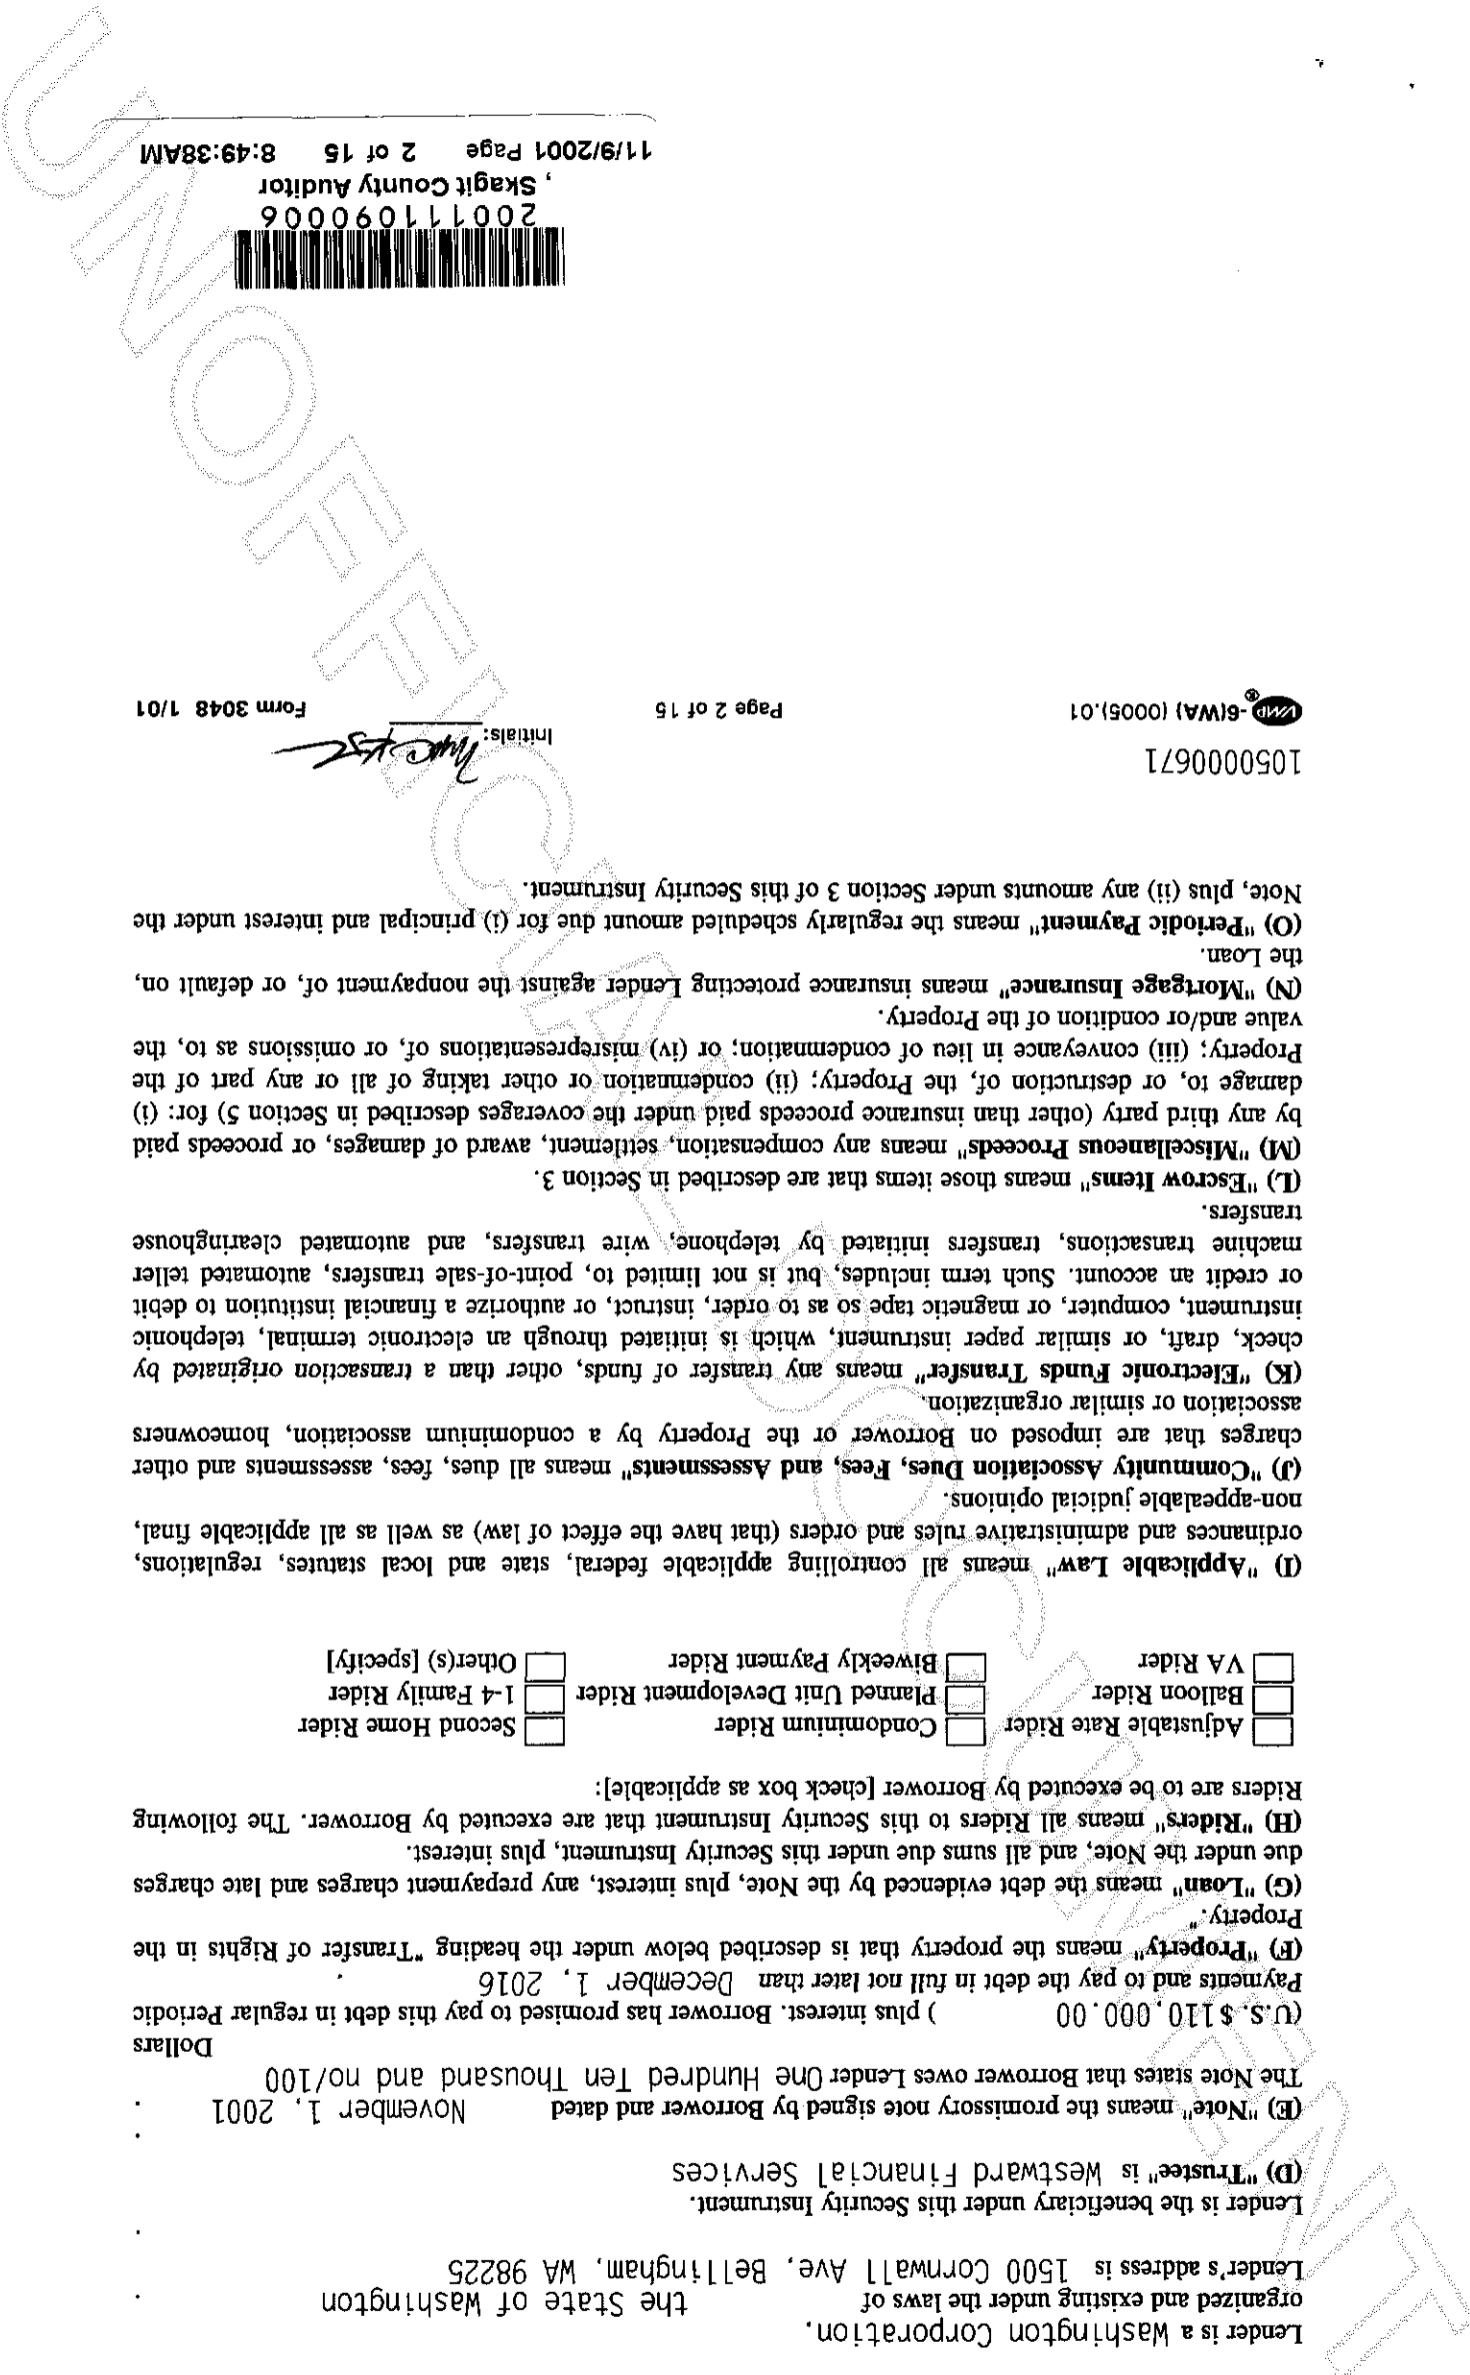 Lender is a Washington Corporation.
organized and existing under the laws of the State of Washington .
Lender's address is 1500 Cornwall Ave, Bellingham, WA 98225
.
Lender is the beneficiary under this Security Instrument.
(D) "Trustee" is Westward Financial Services
.
(E) "Note" means the promissory note signed by Borrower and dated November 1, 2001 .
The Note states that Borrower owes Lender One Hundred Ten Thousand and no/100
Dollars
(U.S. $110,000.00 ) plus interest. Borrower has promised to pay this debt in regular Periodic
Payments and to pay the debt in full not later than December 1, 2016 .
(F) "Property" means the property that is described below under the heading "Transfer of Rights in the
Property."
(G) "Loan" means the debt evidenced by the Note, plus interest, any prepayment charges and late charges
due under the Note, and all sums due under this Security Instrument, plus interest.
(H) "Riders" means all Riders to this Security Instrument that are executed by Borrower. The following
Riders are to be executed by Borrower [check box as applicable]:
Adjustable Rate Rider Condominium Rider Second Home Rider
Balloon Rider Planned Unit Development Rider 1-4 Family Rider
VA Rider Biweekly Payment Rider Other(s) [specify]
(I) "Applicable Law" means all controlling applicable federal, state and local statutes, regulations,
ordinances and administrative rules and orders (that have the effect of law) as well as all applicable final,
non-appealable judicial opinions.
(J) "Community Association Dues, Fees, and Assessments" means all dues, fees, assessments and other
charges that are imposed on Borrower or the Property by a condominium association, homeowners
association or similar organization.
(K) "Electronic Funds Transfer" means any transfer of funds, other than a transaction originated by
check, draft, or similar paper instrument, which is initiated through an electronic terminal, telephonic
instrument, computer, or magnetic tape so as to order, instruct, or authorize a financial institution to debit
or credit an account. Such term includes, but is not limited to, point-of-sale transfers, automated teller
machine transactions, transfers initiated by telephone, wire transfers, and automated clearinghouse
transfers.
(L) "Escrow Items" means those items that are described in Section 3.
(M) "Miscellaneous Proceeds" means any compensation, settlement, award of damages, or proceeds paid
by any third party (other than insurance proceeds paid under the coverages described in Section 5) for: (i)
damage to, or destruction of, the Property; (ii) condemnation or other taking of all or any part of the
Property; (iii) conveyance in lieu of condemnation; or (iv) misrepresentations of, or omissions as to, the
value and/or condition of the Property.
(N) "Mortgage Insurance" means insurance protecting Lender against the nonpayment of, or default on,
the Loan.
(O) "Periodic Payment" means the regularly scheduled amount due for (i) principal and interest under the
Note, plus (ii) any amounts under Section 3 of this Security Instrument.
105000671
Initials:
VMP ® -6(WA) (0005).01 Page 2 of 15 Form 3048 1/01
200111090006
, Skagit County Auditor
11/9/2001 Page 2 of 15 8:49:38AM
UNOFFICIAL DOCUMENT